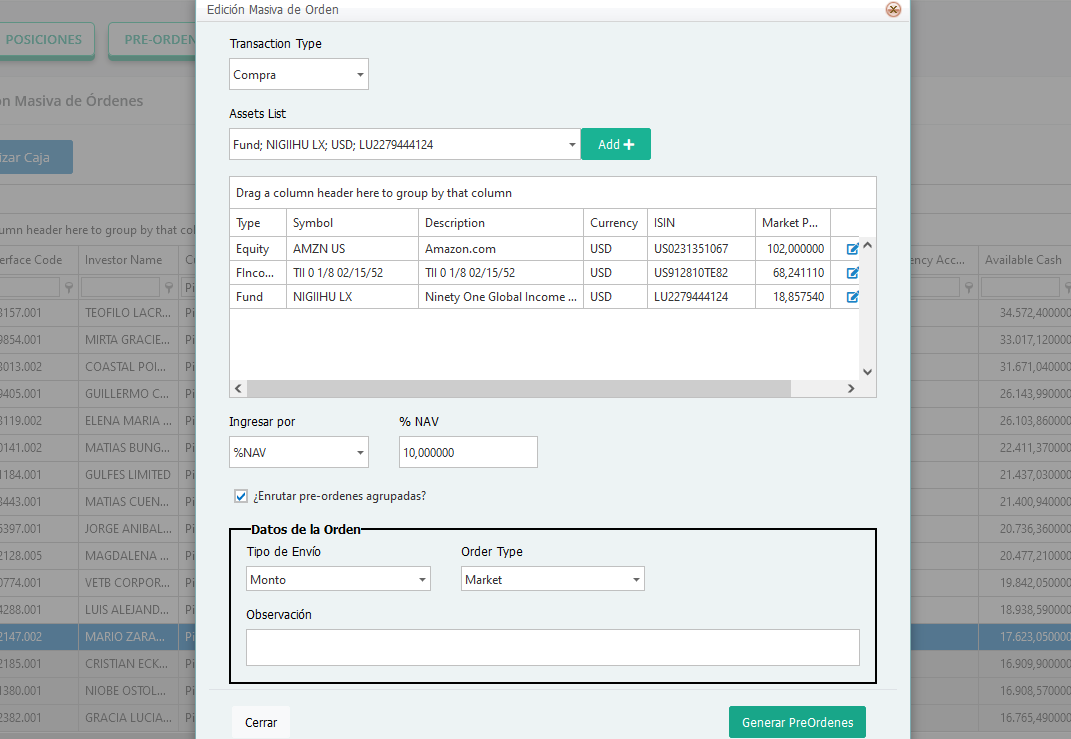 Edición Masiva de Orden
POSICIONES
PRE-ORDEN
Transaction Type
Compra
ón Masiva de Órdenes
Assets List
Fund; NIGIIHU LX; USD; LU2279444124
Add +
izar Caja
Drag a column header here to group by that column
Type Symbol Description Currency ISIN Market P...
Equity AMZN US Amazon.com USD US0231351067 102,000000
FInco... TII 0 1/8 02/15/52 TII 0 1/8 02/15/52 USD US912810TE82 68,241110
Fund NIGIIHU LX Ninety One Global Income ... USD LU2279444124 18,857540
umn header here to group by that co
erface Code Investor Name Cu ency Acc... Available Cash
Pi
3157.001 TEOFILO LACR... Pi 34.572,400000
9854.001 MIRTA GRACIE... Pi 33.017,120000
3013.002 COASTAL POI... Pi 31.671,040000
9405.001 GUILLERMO C... Pi 26.143,990000
3119.002 ELENA MARIA ... Pi 26.103,860000
0141.002 MATIAS BUNG... Pi 22.411,370000
1184.001 GULFES LIMITED Pi 21.437,030000
3443.001 MATIAS CUEN... Pi 21.400,940000
5397.001 JORGE ANIBAL... Pi 20.736,360000
2128.005 MAGDALENA ... Pi 20.477,210000
0774.001 VETB CORPOR... Pi 19.842,050000
4288.001 LUIS ALEJAND... Pi 18.938,590000
2147.002 MARIO ZARA... Pi 17.623,050000
2185.001 CRISTIAN ECK... Pi 16.909,900000
1380.001 NIOBE OSTOL... Pi 16.908,570000
2382.001 GRACIA LUCIA... Pi 16.765,490000
Ingresar por % NAV
%NAV 10,000000
¿Enrutar pre-ordenes agrupadas?
Datos de la Orden
Tipo de Envío Order Type
Monto Market
Observación
Cerrar Generar PreOrdenes